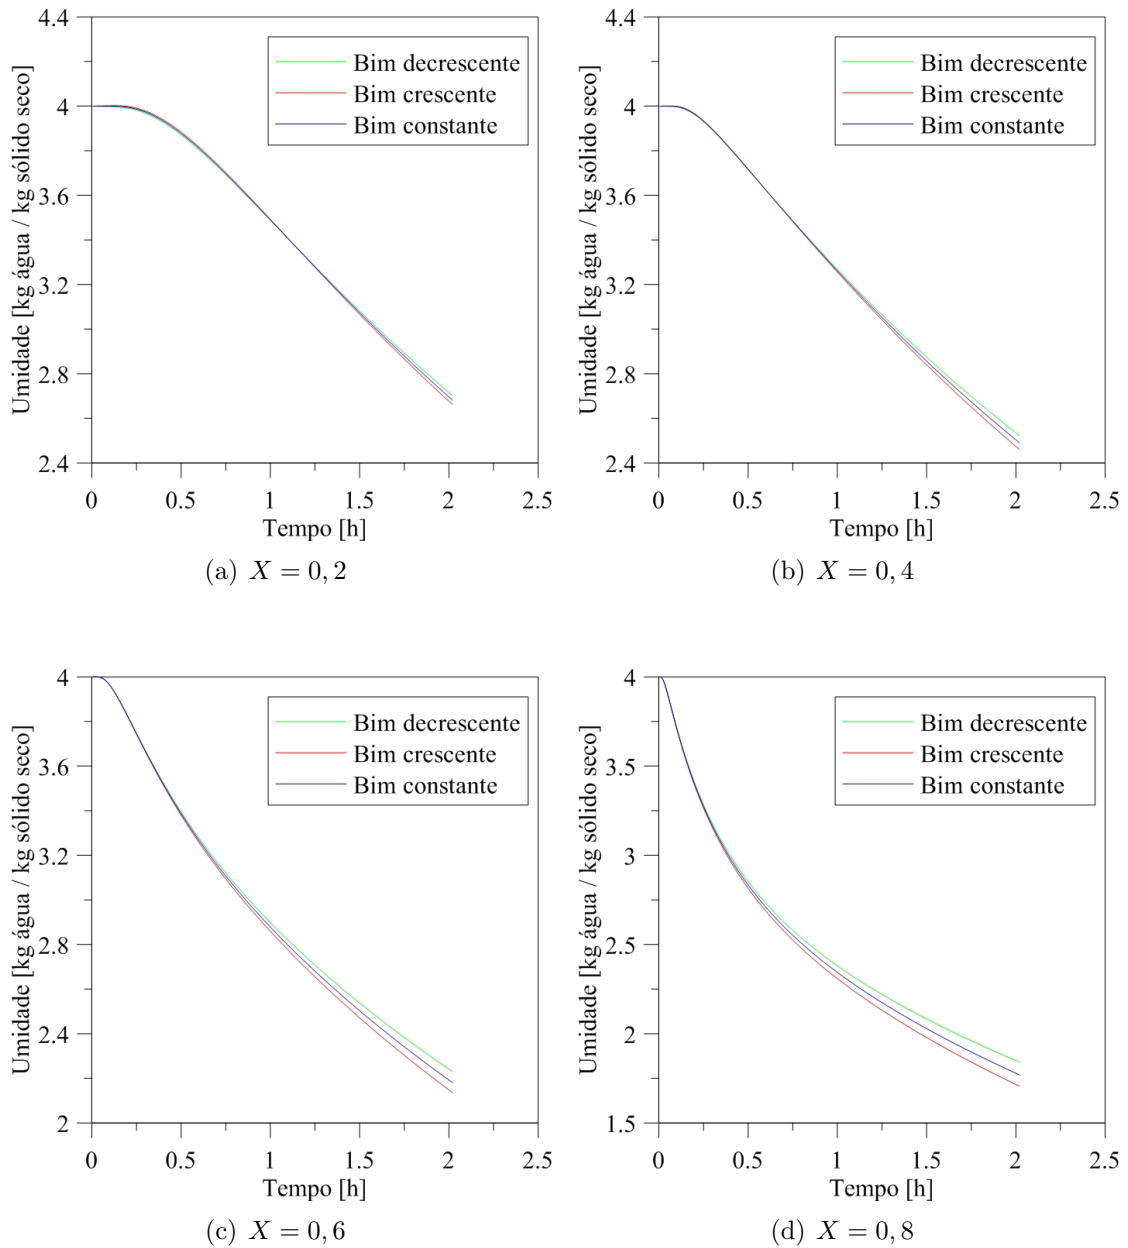 4.4
4
3.6
3.2
2.8
2.4
Umidade [kg água / kg sólido seco]
Bim decrescente
Bim crescente
Bim constante
0 0.5 1 1.5 2 2.5
Tempo [h]
(a) X = 0, 2
4.4
4
3.6
3.2
2.8
2.4
Umidade [kg água / kg sólido seco]
Bim decrescente
Bim crescente
Bim constante
0 0.5 1 1.5 2 2.5
Tempo [h]
(b) X = 0, 4
4
3.6
3.2
2.8
2.4
2
Umidade [kg água / kg sólido seco]
Bim decrescente
Bim crescente
Bim constante
0 0.5 1 1.5 2 2.5
Tempo [h]
(c) X = 0, 6
4
3.5
3
2.5
2
1.5
Umidade [kg água / kg sólido seco]
Bim decrescente
Bim crescente
Bim constante
0 0.5 1 1.5 2 2.5
Tempo [h]
(d) X = 0, 8